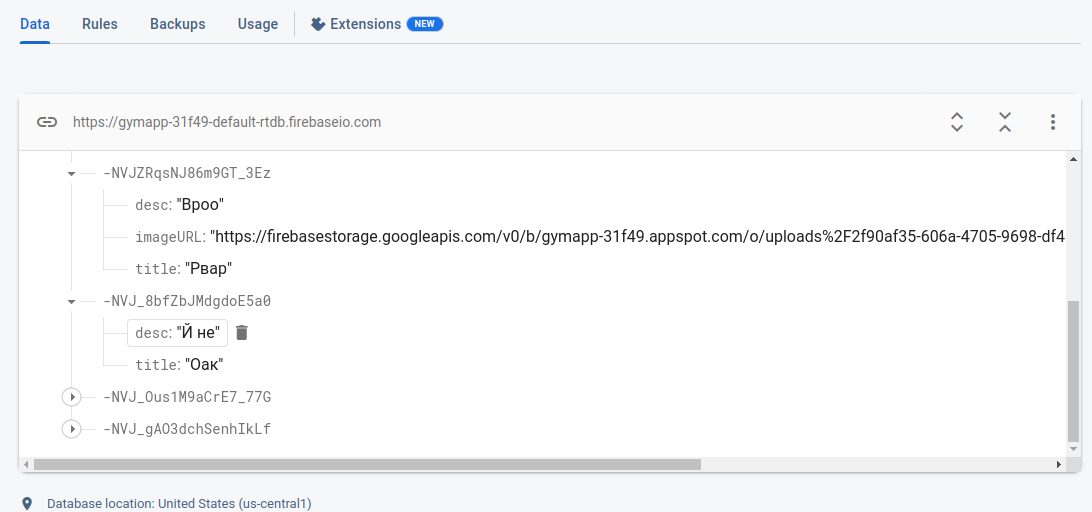 Data Rules Backups Usage Extensions NEW
https://gymapp-31f49-default-rtdb.firebaseio.com
-NVJZRqsNJ86m9GT_3Ez
desc: "Вроо"
imageURL: "https://firebasestorage.googleapis.com/v0/b/gymapp-31f49.appspot.com/o/uploads%2F2f90af35-606a-4705-9698-df4
title: "Рвар"
-NVJ_8bfZbJMdgdoE5a0
desc: "Й не"
title: "Оак"
-NVJ_Ous1M9aCrE7_77G
-NVJ_gAO3dchSenhIkLf
Database location: United States (us-central1)